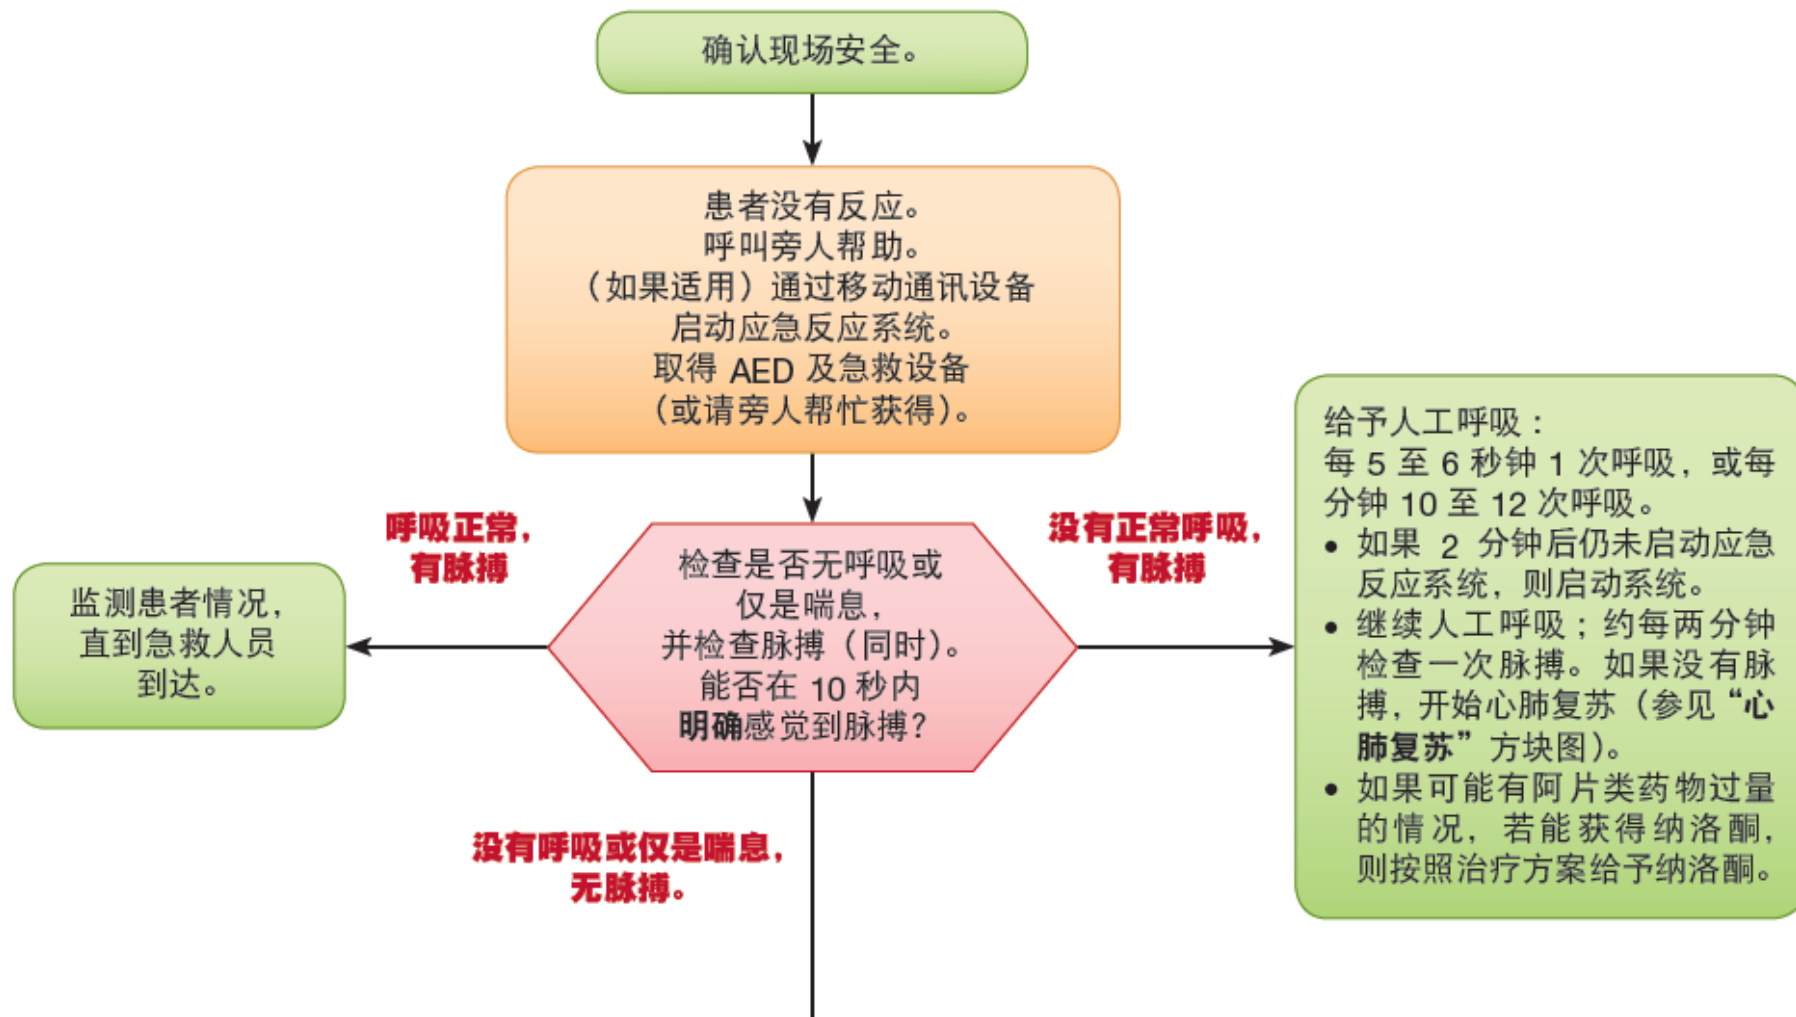 确认现场安全。
患者没有反应。
呼叫旁人帮助。
（如果适用）通过移动通讯设备
启动应急反应系统。
取得 AED 及急救设备
（或请旁人帮忙获得）。
呼吸正常，
有脉搏
没有正常呼吸，
有脉搏
监测患者情况，
直到急救人员
到达。
检查是否无呼吸或
仅是喘息，
并检查脉搏（同时）。
能否在 10 秒内
明确感觉到脉搏？
给予人工呼吸：
每 5 至 6 秒钟 1 次呼吸，或每
分钟 10 至 12 次呼吸。
• 如果 2 分钟后仍未启动应急
反应系统，则启动系统。
• 继续人工呼吸；约每两分钟
检查一次脉搏。如果没有脉
搏，开始心肺复苏（参见“心
肺复苏”方块图）。
• 如果可能有阿片类药物过量
的情况，若能获得纳洛酮，
则按照治疗方案给予纳洛酮。
没有呼吸或仅是喘息，
无脉搏。